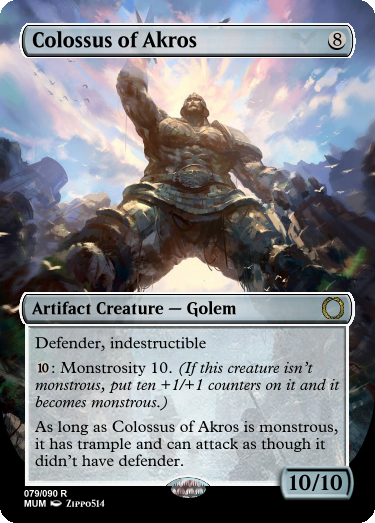 Colossus of Akros 8
Artifact Creature — Golem
Defender, indestructible
10: Monstrosity 10. (If this creature isn't
monstrous, put ten +1/+1 counters on it and it
becomes monstrous.)
As long as Colossus of Akros is monstrous,
it has trample and can attack as though it
didn't have defender.
10/10
079/090 R
MUM Zippo514